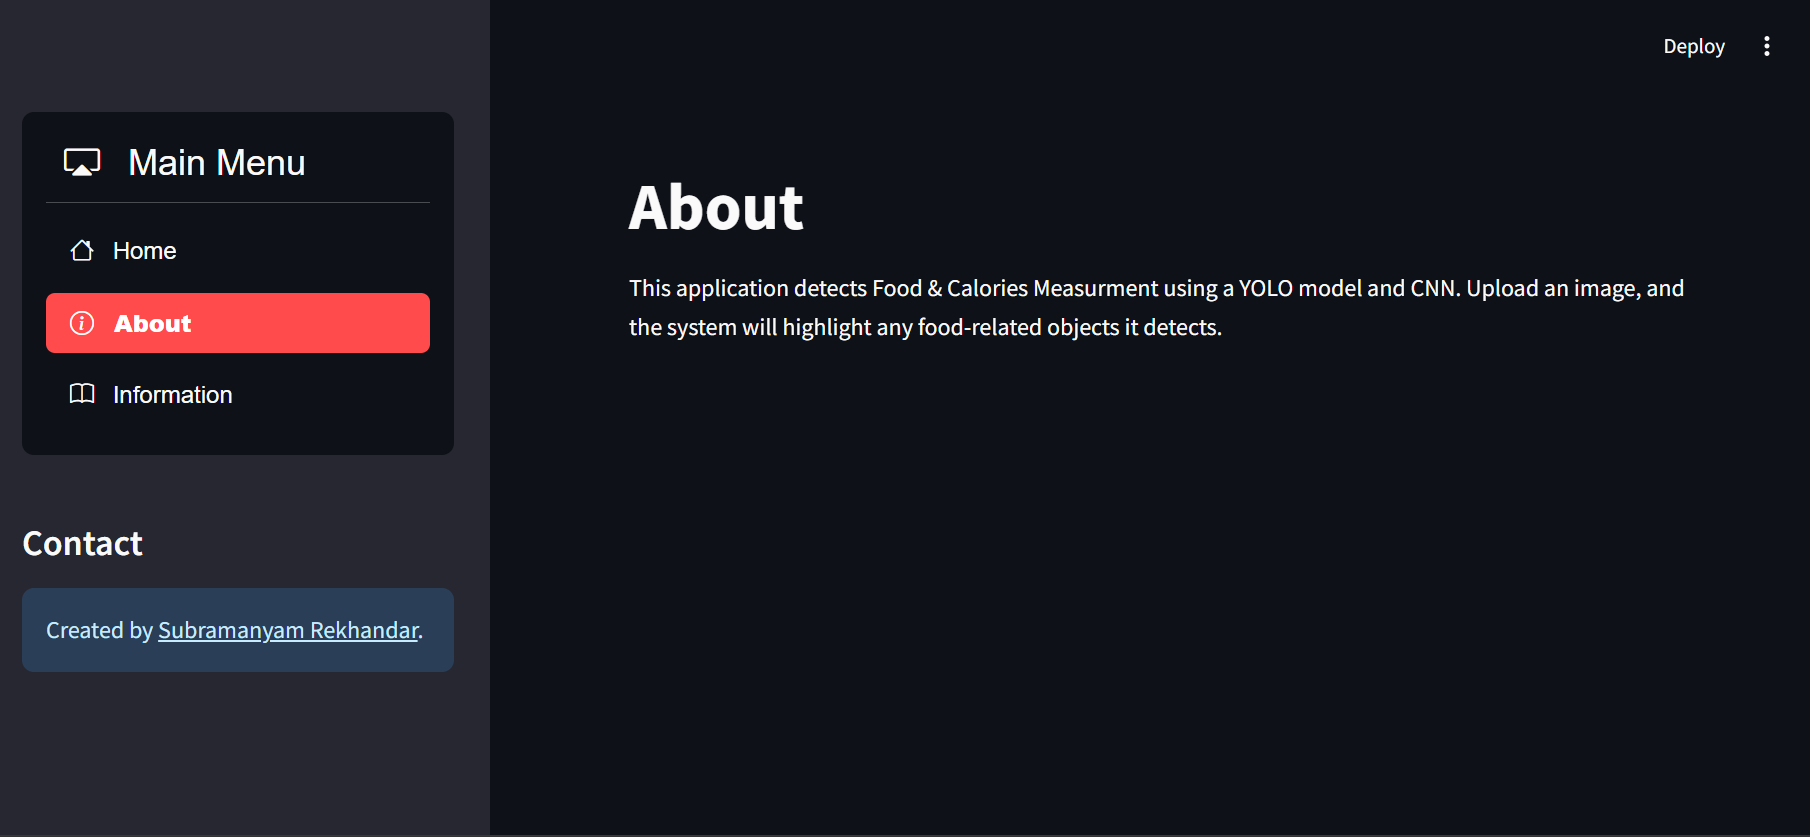 Deploy
Main Menu
Home
About
Information
Contact
Created by Subramanyam Rekhandar.
About
This application detects Food & Calories Measurment using a YOLO model and CNN. Upload an image, and
the system will highlight any food-related objects it detects.